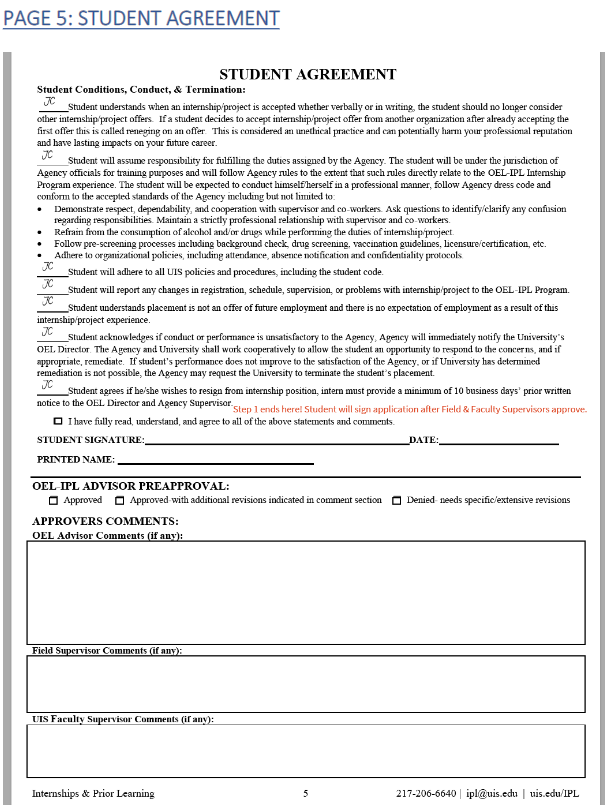 PAGE 5: STUDENT AGREEMENT
STUDENT AGREEMENT
Student Conditions, Conduct, & Termination:
JC Student understands when an internship/project is accepted whether verbally or in writing, the student should no longer consider
other internship/project offers. If a student decides to accept internship/project offer from another organization after already accepting the
first offer this is called reneging on an offer. This is considered an unethical practice and can potentially harm your professional reputation
and have lasting impacts on your future career.
JC Student will assume responsibility for fulfilling the duties assigned by the Agency. The student will be under the jurisdiction of
Agency officials for training purposes and will follow Agency rules to the extent that such rules directly relate to the OEL-IPL Internship
Program experience. The student will be expected to conduct himself/herself in a professional manner, follow Agency dress code and
conform to the accepted standards of the Agency including but not limited to:
• Demonstrate respect, dependability, and cooperation with supervisor and co-workers. Ask questions to identify/clarify any confusion
regarding responsibilities. Maintain a strictly professional relationship with supervisor and co-workers.
• Refrain from the consumption of alcohol and/or drugs while performing the duties of internship/project.
• Follow pre-screening processes including background check, drug screening, vaccination guidelines, licensure/certification, etc.
• Adhere to organizational policies, including attendance, absence notification and confidentiality protocols.
JC Student will adhere to all UIS policies and procedures, including the student code.
JC Student will report any changes in registration, schedule, supervision, or problems with internship/project to the OEL-IPL Program.
JC Student understands placement is not an offer of future employment and there is no expectation of employment as a result of this
internship/project experience.
JC Student acknowledges if conduct or performance is unsatisfactory to the Agency, Agency will immediately notify the University's
OEL Director. The Agency and University shall work cooperatively to allow the student an opportunity to respond to the concerns, and if
appropriate, remediate. If student's performance does not improve to the satisfaction of the Agency, or if University has determined
remediation is not possible, the Agency may request the University to terminate the student's placement.
JC Student agrees if he/she wishes to resign from internship position, intern must provide a minimum of 10 business days' prior written
notice to the OEL Director and Agency Supervisor. Step 1 ends here! Student will sign application after Field & Faculty Supervisors approve.
☐ I have fully read, understand, and agree to all of the above statements and comments.
STUDENT SIGNATURE: DATE:
PRINTED NAME:
OEL-IPL ADVISOR PREAPPROVAL:
☐ Approved ☐ Approved-with additional revisions indicated in comment section ☐ Denied- needs specific/extensive revisions
APPROVERS COMMENTS:
OEL Advisor Comments (if any):
Field Supervisor Comments (if any):
UIS Faculty Supervisor Comments (if any):
Internships & Prior Learning 5 217-206-6640 | ipl@uis.edu | uis.edu/IPL